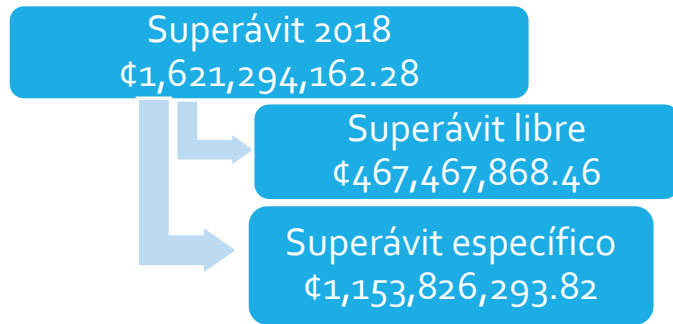 Superávit 2018
¢1,621,294,162.28
Superávit libre
¢467,467,868.46
Superávit específico
¢1,153,826,293.82